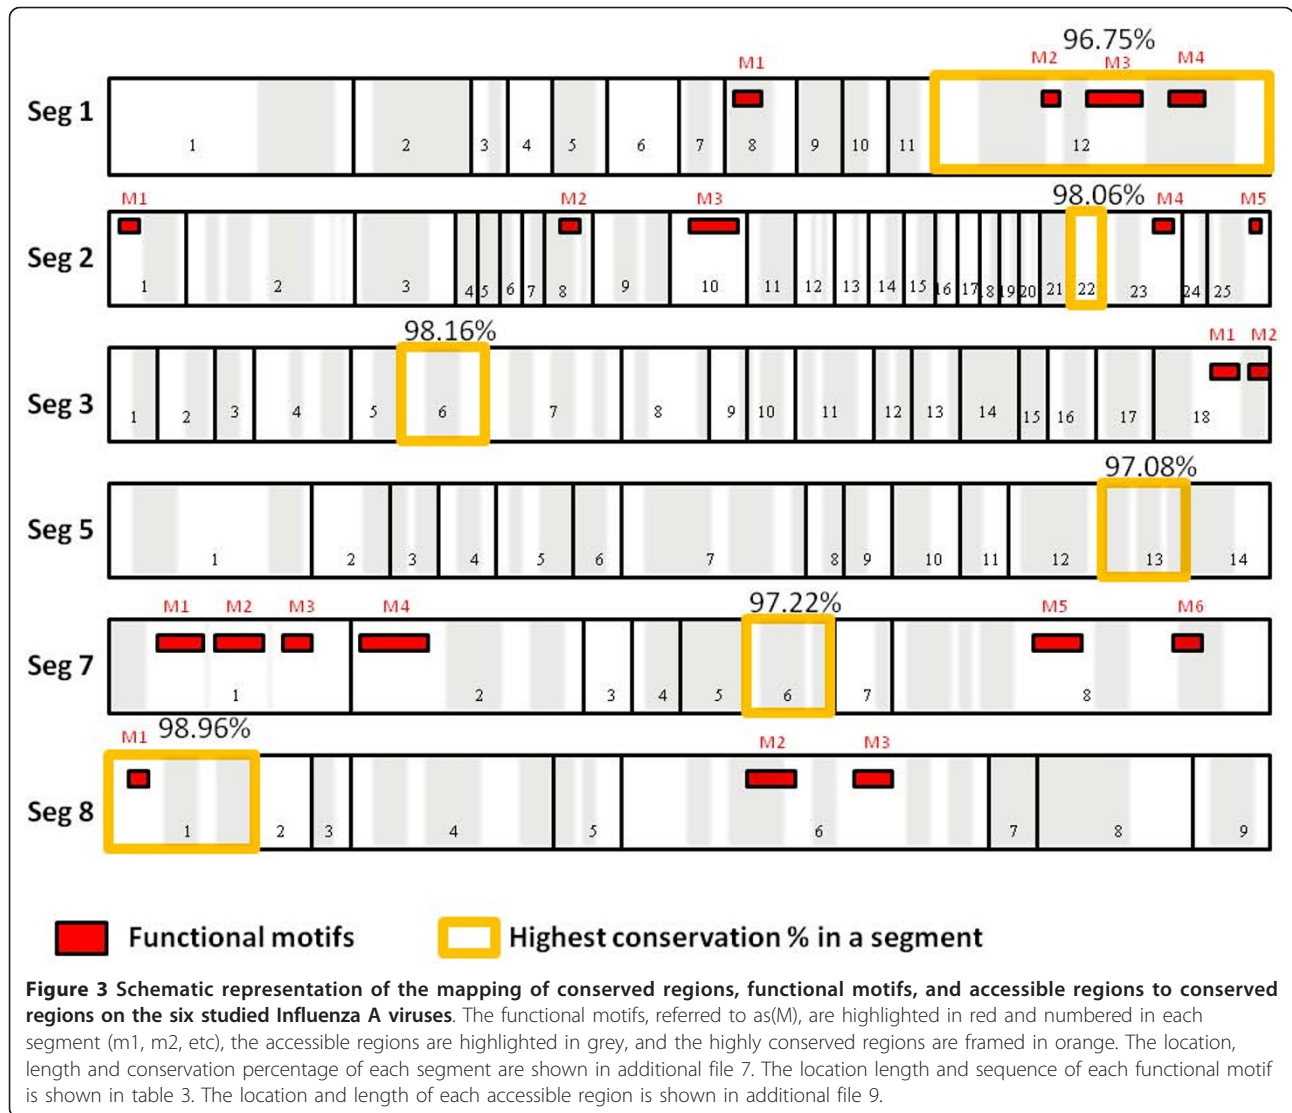 96.75%
M1 M2 M3 M4
Seg 1
1 2 3 4 5 6 7 8 9 10 11 12
98.06%
M1 M2 M3 M4 M5
Seg 2
1 2 3 4 5 6 7 8 9 10 11 12 13 14 15 16 17 18 19 20 21 22 23 24 25
98.16%
M1 M2
Seg 3
1 2 3 4 5 6 7 8 9 10 11 12 13 14 15 16 17 18
97.08%
Seg 5
1 2 3 4 5 6 7 8 9 10 11 12 13 14
97.22%
M1 M2 M3 M4 M5 M6
Seg 7
1 2 3 4 5 6 7 8
98.96%
M1 M2 M3
Seg 8
1 2 3 4 5 6 7 8 9
Functional motifs
Highest conservation % in a segment
Figure 3 Schematic representation of the mapping of conserved regions, functional motifs, and accessible regions to conserved
regions on the six studied Influenza A viruses. The functional motifs, referred to as(M), are highlighted in red and numbered in each
segment (m1, m2, etc), the accessible regions are highlighted in grey, and the highly conserved regions are framed in orange. The location,
length and conservation percentage of each segment are shown in additional file 7. The location length and sequence of each functional motif
is shown in table 3. The location and length of each accessible region is shown in additional file 9.